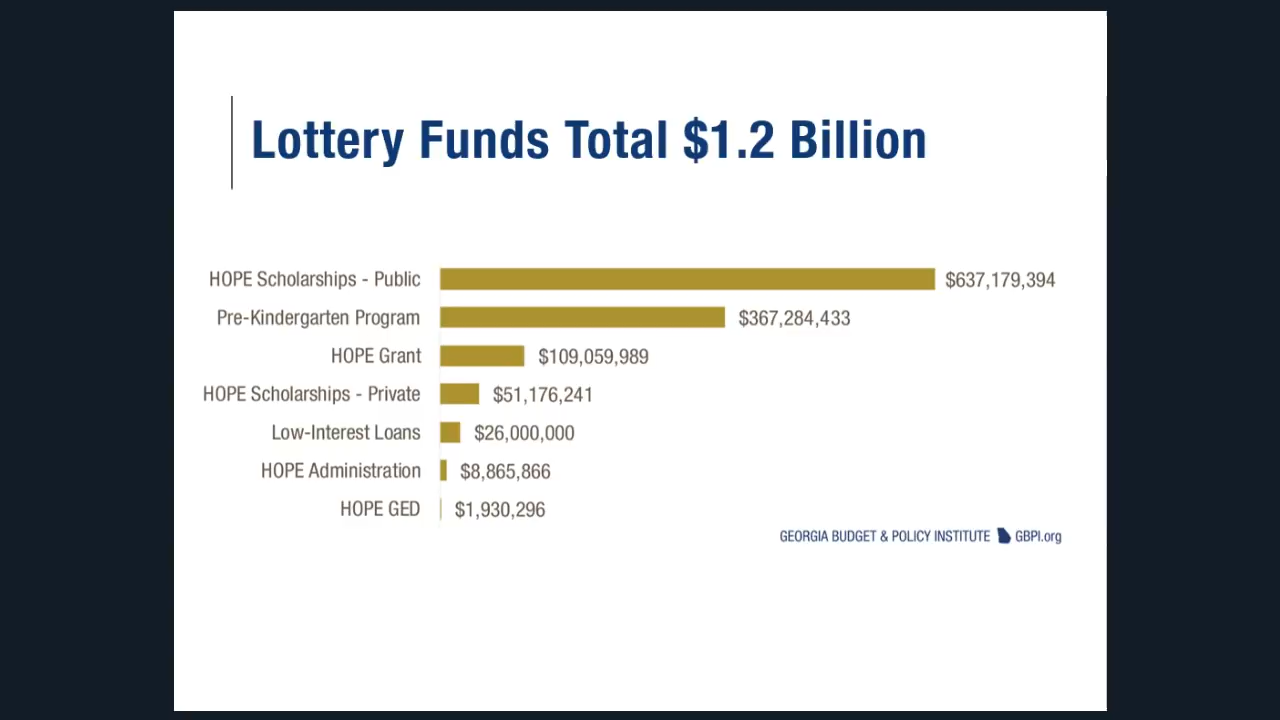 Lottery Funds Total $1.2 Billion
HOPE Scholarships - Public $637,179,394
Pre-Kindergarten Program $367,284,433
HOPE Grant $109,059,989
HOPE Scholarships - Private $51,176,241
Low-Interest Loans $26,000,000
HOPE Administration $8,865,866
HOPE GED $1,930,296
GEORGIA BUDGET & POLICY INSTITUTE GBPI.org